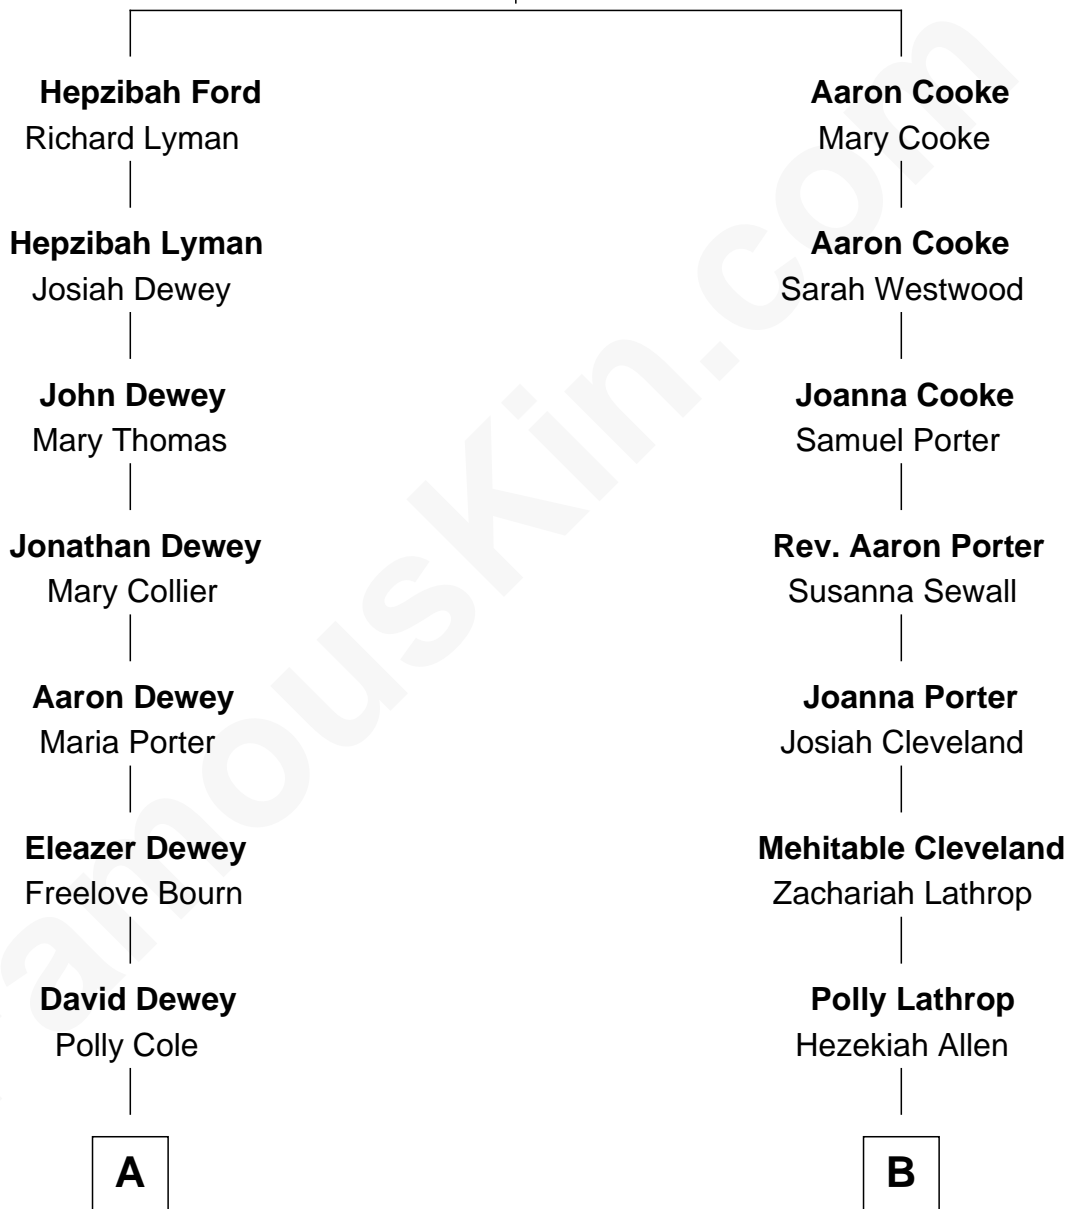 Hepzibah Ford
Richard Lyman
Hepzibah Lyman
Josiah Dewey
John Dewey
Mary Thomas
Jonathan Dewey
Mary Collier
Aaron Dewey
Maria Porter
Eleazer Dewey
Freelove Bourn
David Dewey
Polly Cole
A
Aaron Cooke
Mary Cooke
Aaron Cooke
Sarah Westwood
Joanna Cooke
Samuel Porter
Rev. Aaron Porter
Susanna Sewall
Joanna Porter
Josiah Cleveland
Mehitable Cleveland
Zachariah Lathrop
Polly Lathrop
Hezekiah Allen
B
amouskin.com